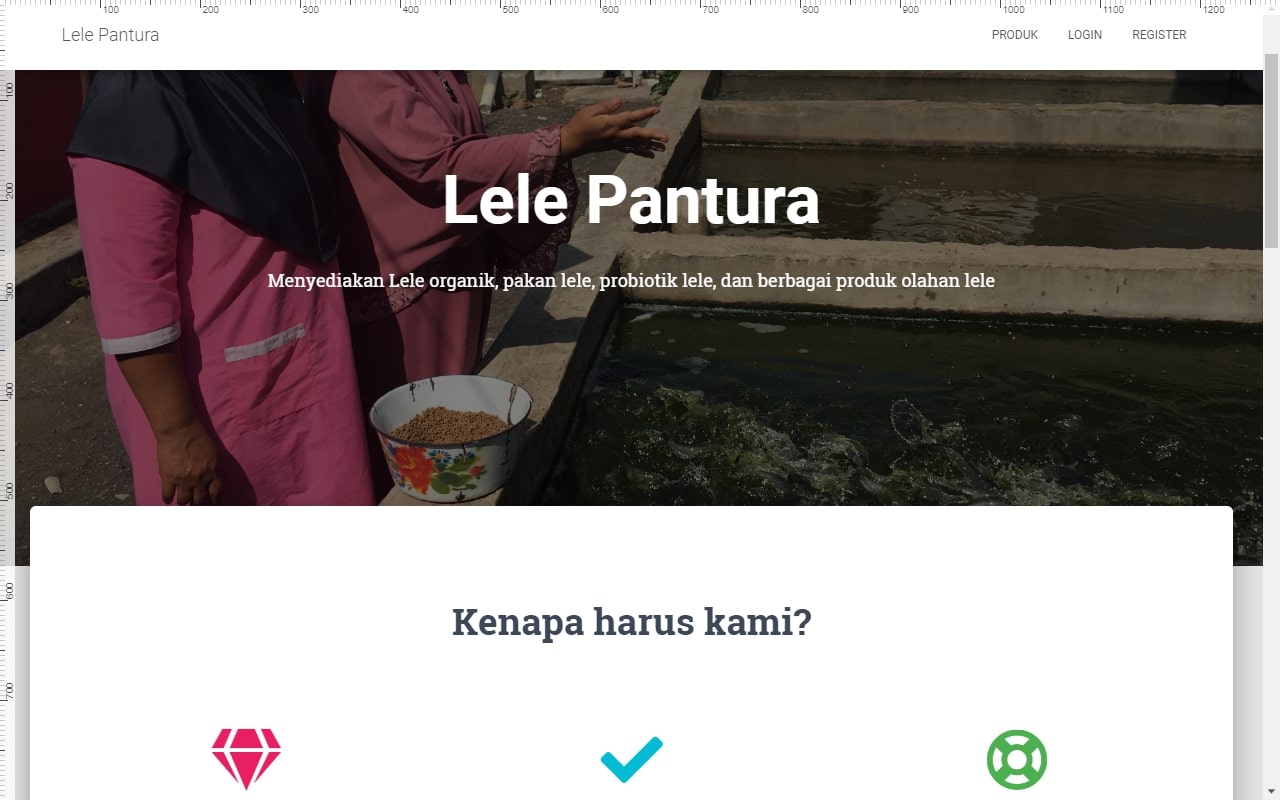 100 200 300 400 500 600 700 800 900 1000 1100 1200
Lele Pantura
PRODUK LOGIN REGISTER
100
200
Lele Pantura
Menyediakan Lele organik, pakan lele, probiotik lele, dan berbagai produk olahan lele
300
400
500
600
Kenapa harus kami?
700